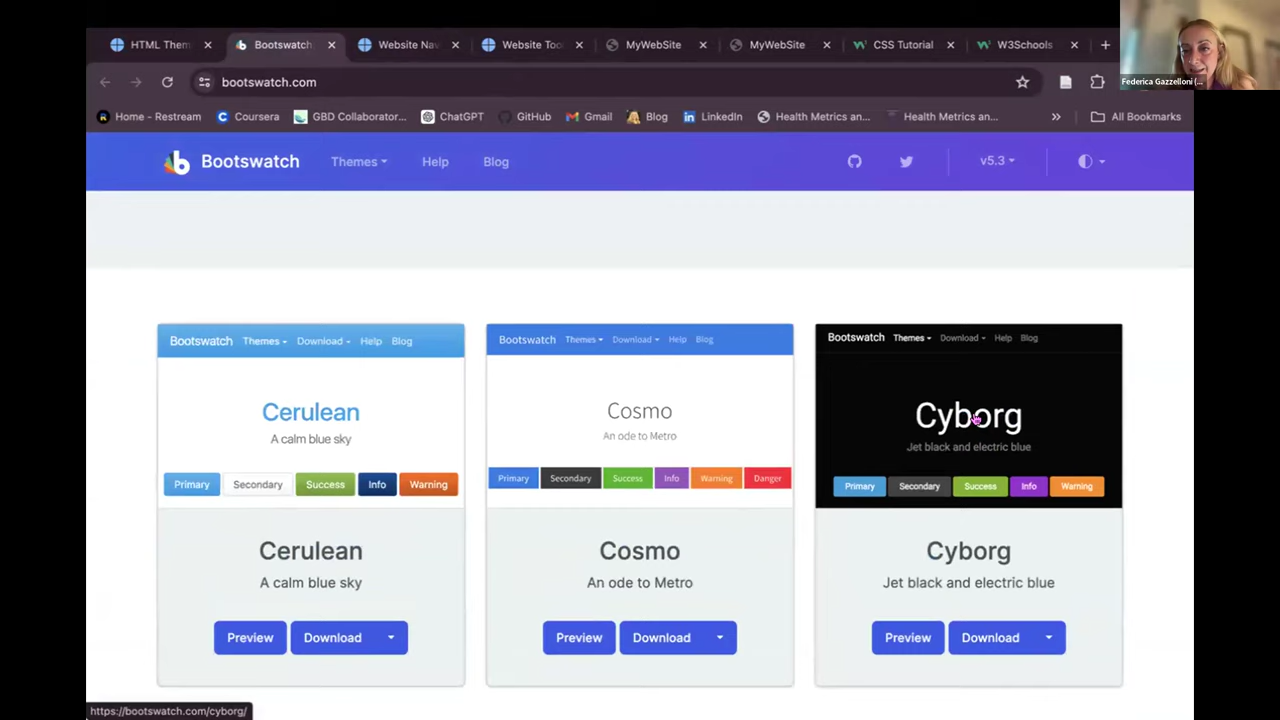 HTML Them
Bootswatch
Website Nav
Website Too
MyWebSite
MyWebSite
CSS Tutorial
W3Schools
Federica Gazzelloni (...
bootswatch.com
Home - Restream
Coursera
GBD Collaborator...
ChatGPT
GitHub
Gmail
Blog
LinkedIn
Health Metrics an...
Health Metrics an...
All Bookmarks
Bootswatch Themes Help Blog v5.3
Bootswatch Themes Download Help Blog
Cerulean
A calm blue sky
Primary Secondary Success Info Warning
Cerulean
A calm blue sky
Preview Download
Bootswatch Themes Download Help Blog
Cosmo
An ode to Metro
Primary Secondary Success Info Warning Danger
Cosmo
An ode to Metro
Preview Download
Bootswatch Themes Download Help Blog
Cyborg
Jet black and electric blue
Primary Secondary Success Info Warning
Cyborg
Jet black and electric blue
Preview Download
https://bootswatch.com/cyborg/